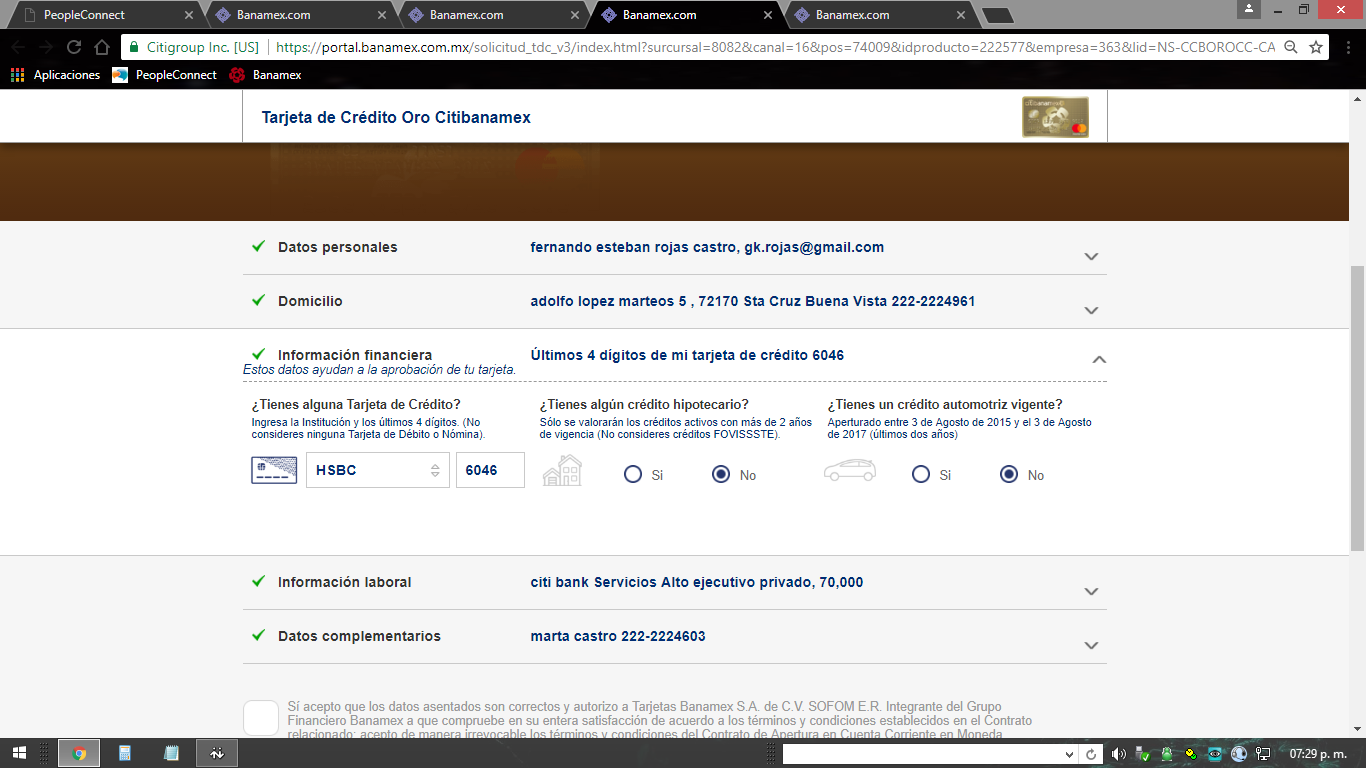 PeopleConnect
Banamex.com
Banamex.com
Banamex.com
Banamex.com
Citigroup Inc. [US]
https://portal.banamex.com.mx/solicitud_tdc_v3/index.html?surcursal=8082&canal=16&pos=74009&idproducto=222577&empresa=363&lid=NS-CCBOROCC-CA
Aplicaciones PeopleConnect Banamex
Tarjeta de Crédito Oro Citibanamex
Datos personales fernando esteban rojas castro, gk.rojas@gmail.com
Domicilio adolfo lopez marteos 5 , 72170 Sta Cruz Buena Vista 222-2224961
Información financiera Últimos 4 dígitos de mi tarjeta de crédito 6046
Estos datos ayudan a la aprobación de tu tarjeta.
¿Tienes alguna Tarjeta de Crédito?
Ingresa la Institución y los últimos 4 dígitos. (No
consideres ninguna Tarjeta de Débito o Nómina).
HSBC 6046
¿Tienes algún crédito hipotecario?
Sólo se valorarán los créditos activos con más de 2 años
de vigencia (No consideres créditos FOVISSSTE).
Si No
¿Tienes un crédito automotriz vigente?
Aperturado entre 3 de Agosto de 2015 y el 3 de Agosto
de 2017 (últimos dos años)
Si No
Información laboral citi bank Servicios Alto ejecutivo privado, 70,000
Datos complementarios marta castro 222-2224603
Sí acepto que los datos asentados son correctos y autorizo a Tarjetas Banamex S.A. de C.V. SOFOM E.R. Integrante del Grupo
Financiero Banamex a que compruebe en su entera satisfacción de acuerdo a los términos y condiciones establecidos en el Contrato
relacionado; acepto de manera irrevocable los términos y condiciones del Contrato de Apertura en Cuenta Corriente en Moneda
07:29 p. m.